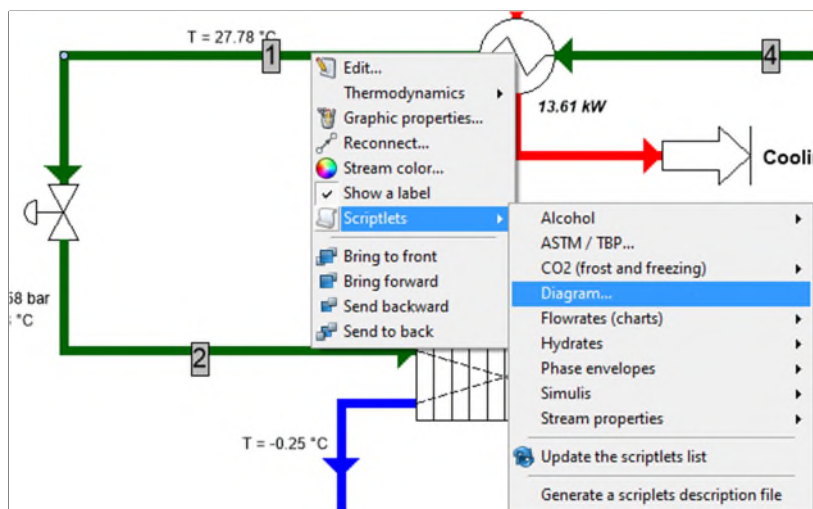 T = 27.78 °C
1
4
Edit...
Thermodynamics
Graphic properties...
Reconnect...
Stream color...
Show a label
Scriptlets
Bring to front
Bring forward
Send backward
Send to back
13.61 kW
Alcohol
ASTM / TBP...
CO2 (frost and freezing)
Diagram...
Flowrates (charts)
Hydrates
Phase envelopes
Simulis
Stream properties
Update the scriptlets list
Generate a scriplets description file
58 bar
°C
2
T = -0.25 °C